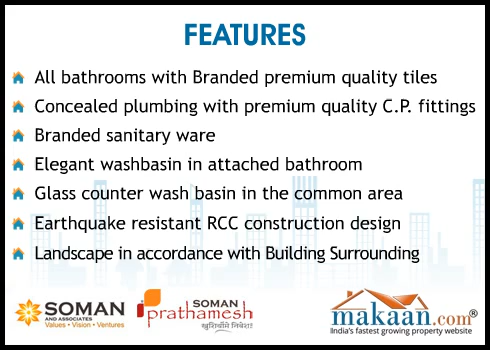 FEATURES
All bathrooms with Branded premium quality tiles
Concealed plumbing with premium quality C.P. fittings
Branded sanitary ware
Elegant washbasin in attached bathroom
Glass counter wash basin in the common area
Earthquake resistant RCC construction design
Landscape in accordance with Building Surrounding
SOMAN
AND ASSOCIATES
Values • Vision • Ventures
SOMAN
prathamesh
makaan.com®
India's fastest growing property website